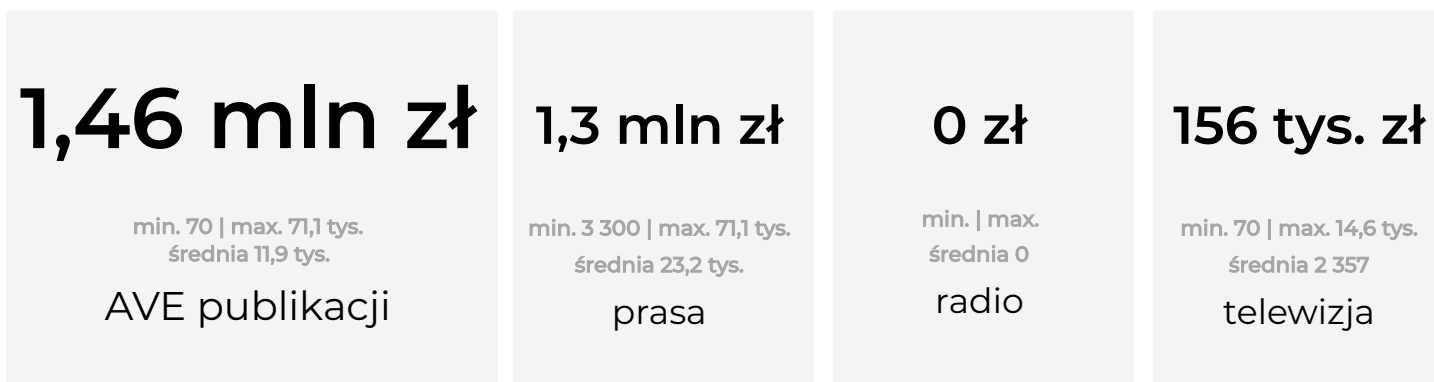 1,46 mln zł
min. 70 | max. 71,1 tys.
średnia 11,9 tys.
AVE publikacji
1,3 mln zł
min. 3 300 | max. 71,1 tys.
średnia 23,2 tys.
prasa
0 zł
min. | max.
średnia 0
radio
156 tys. zł
min. 70 | max. 14,6 tys.
średnia 2 357
telewizja